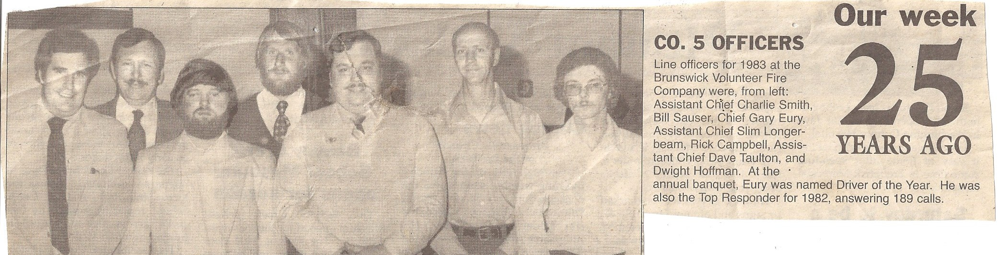 Our week
25
YEARS AGO
CO. 5 OFFICERS
Line officers for 1983 at the
Brunswick Volunteer Fire
Company were, from left:
Assistant Chief Charlie Smith,
Bill Sauser, Chief Gary Eury,
Assistant Chief Slim Longer-
beam, Rick Campbell, Assis-
tant Chief Dave Taulton, and
Dwight Hoffman.  At the
annual banquet, Eury was named Driver of the Year.  He was
also the Top Responder for 1982, answering 189 calls.